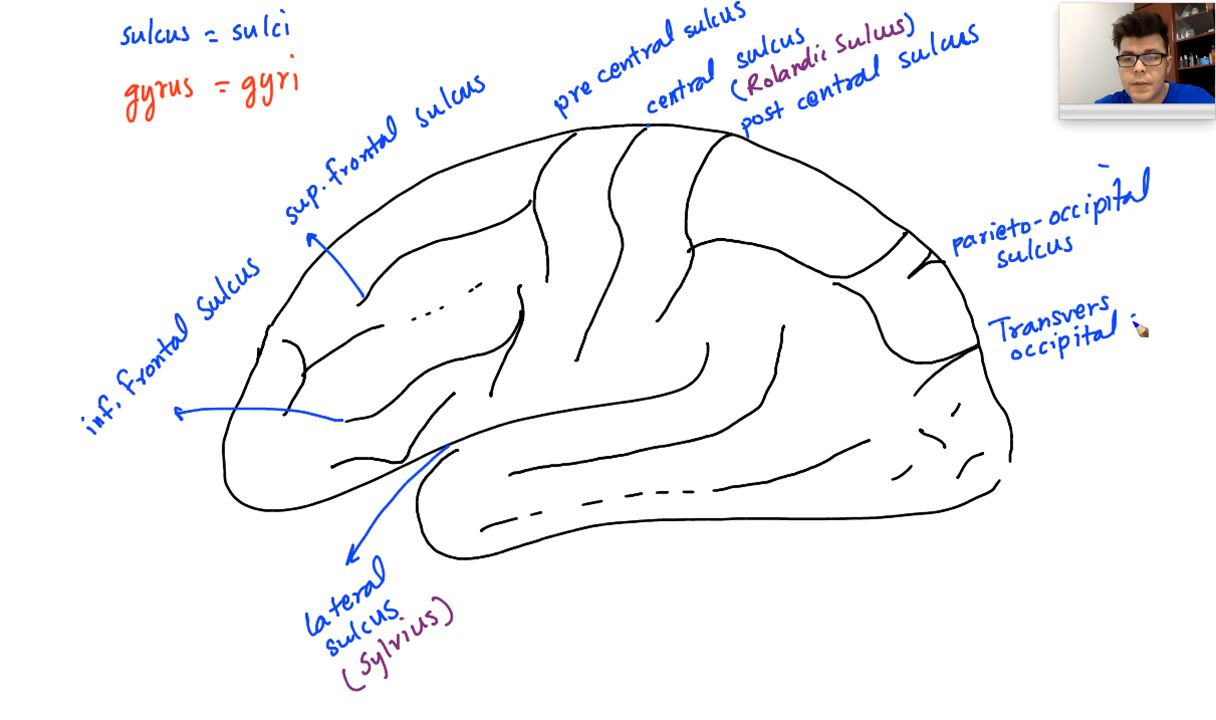 sulcus = sulci
gyrus = gyri
sup. frontal sulcus
pre central sulcus
central sulcus
(Rolandic Sulcus)
post central sulcus
parieto-occipital
sulcus
Transvers
occipital
inf. frontal sulcus
Lateral
sulcus
(Sylvius)